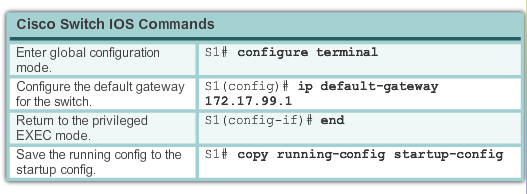 Cisco Switch IOS Commands
Enter global configuration S1# configure terminal
mode.
Configure the default gateway S1(config)# ip default-gateway
for the switch. 172.17.99.1
Return to the privileged S1(config-if)# end
EXEC mode.
Save the running config to the S1# copy running-config startup-config
startup config.